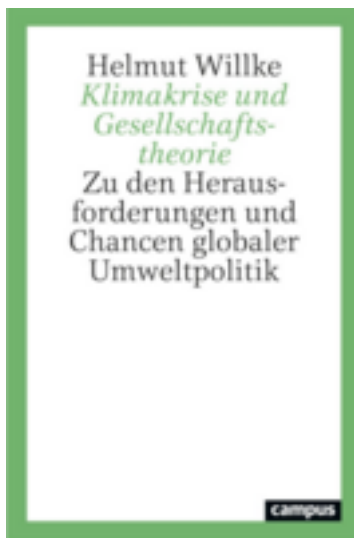 Helmut Willke
Klimakrise und
Gesellschafts-
theorie
Zu den Heraus-
forderungen und
Chancen globaler
Umweltpolitik
campus